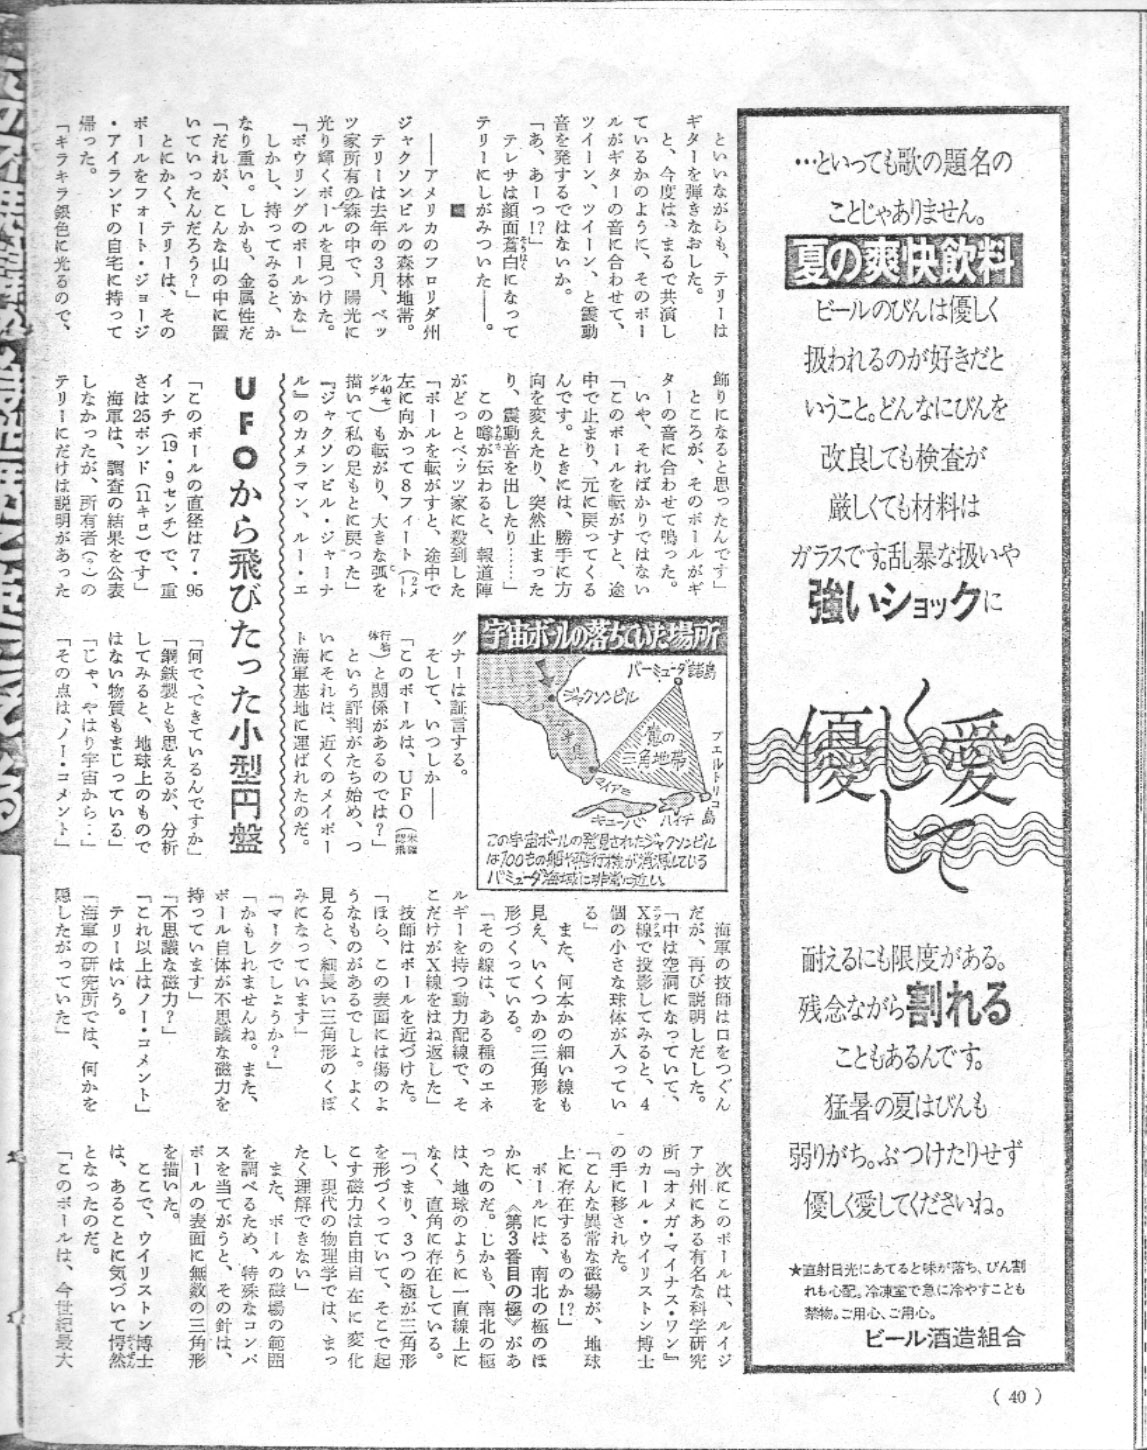 …といっても歌の題名の
ことじゃありません。
夏の爽快飲料
ビールのびんは優しく
扱われるのが好きだと
いうこと。どんなにびんを
改良しても検査が
厳しくても材料は
ガラスです。乱暴な扱いや
強いショックに
優しく愛して
耐えるにも限度がある。
残念ながら割れる
こともあるんです。
猛暑の夏はびんも
弱りがち。ぶつけたりせず
優しく愛してくださいね。
★直射日光にあてると味が落ち、びん割
れも心配。冷凍室で急に冷やすことも
禁物。ご用心、ご用心。
ビール酒造組合
といいながらも、テリーは
ギターを弾きなおした。
と、今度は、まるで共演し
ているかのように、そのボー
ルがギターの音に合わせて、
ツイーン、ツイーン、と震動
音を発するではないか。
「あ、あーっ!?」
テレサは顔面蒼白になって
テリーにしがみついた――。
■
――アメリカのフロリダ州
ジャクソンビルの森林地帯。
テリーは去年の3月、ベッ
ツ家所有の森の中で、陽光に
光り輝くボールを見つけた。
「ボウリングのボールかな」
しかし、持ってみると、か
なり重い。しかも、金属性だ
「だれが、こんな山の中に置
いていったんだろう?」
とにかく、テリーは、その
ボールをフォート・ジョージ
・アイランドの自宅に持って
帰った。
「キラキラ銀色に光るので、
飾りになると思ったんです」
ところが、そのボールがギ
ターの音に合わせて鳴った。
いや、そればかりではない
「このボールを転がすと、途
中で止まり、元に戻ってくる
んです。ときには、勝手に方
向を変えたり、突然止まった
り、震動音を出したり……」
この噂が伝わると、報道陣
がどっとベッツ家に殺到した
「ボールを転がすと、途中で
左に向かって8フィート(2メートル40センチ)も転がり、大きな弧を
描いて私の足もとに戻った」
『ジャクソンビル・ジャーナ
ル』のカメラマン、ルー・エ
グナーは証言する。
そして、いつしか――
「このボールは、UFO(未確認飛行物体)と関係があるのでは?」
という評判がたち始め、つ
いにそれは、近くのメイポー
ト海軍基地に運ばれたのだ。
UFOから飛びたった小型円盤
「このボールの直径は7・95
インチ(19・9センチ)で、重
さは25ポンド(11キロ)です」
海軍は、調査の結果を公表
しなかったが、所有者(?)の
テリーにだけは説明があった
「何で、できているんですか」
「鋼鉄製とも思えるが、分析
してみると、地球上のもので
はない物質もまじっている」
「じゃ、やはり宇宙から‥」
「その点は、ノー・コメント」
宇宙ボールの落ちていた場所
バーミューダ諸島
ジャクソンビル
魔の三角地帯
マイアミ
キューバ
ハイチ
プエルトリコ島
この宇宙ボールの発見されたジャクソンビル
は100もの船や飛行機が消滅している
バミューダ海域に非常に近い。
海軍の技師は口をつぐん
だが、再び説明しだした。
「中は空洞になっていて、
X線で投影してみると、4
個の小さな球体が入ってい
る」
また、何本かの細い線も
見え、いくつかの三角形を
形づくっている。
「その線は、ある種のエネ
ルギーを持つ動力配線で、そ
こだけがX線をはね返した」
技師はボールを近づけた。
「ほら、この表面には傷のよ
うなものがあるでしょ。よく
見ると、細長い三角形のくぼ
みになっています」
「マークでしょうか?」
「かもしれませんね。また、
ボール自体が不思議な磁力を
持っています」
「不思議な磁力?」
「これ以上はノー・コメント」
テリーはいう。
「海軍の研究所では、何かを
隠したがっていた」
次にこのボールは、ルイジ
アナ州にある有名な科学研究
所『オメガ・マイナス・ワン』
のカール・ウイリストン博士
の手に移された。
「こんな異常な磁場が、地球
上に存在するものか!?」
ボールには、南北の極のほ
かに、《第3番目の極》があ
ったのだ。しかも、南北の極
は、地球のように一直線上に
なく、直角に存在している。
「つまり、3つの極が三角形
を形づくっていて、そこで起
こす磁力は自由自在に変化
し、現代の物理学では、まっ
たく理解できない」
また、ボールの磁場の範囲
を調べるため、特殊なコンパ
スを当てがうと、その針は、
ボールの表面に無数の三角形
を描いた。
ここで、ウイリストン博士
は、あることに気づいて愕然
となったのだ。
「このボールは、今世紀最大
(40)